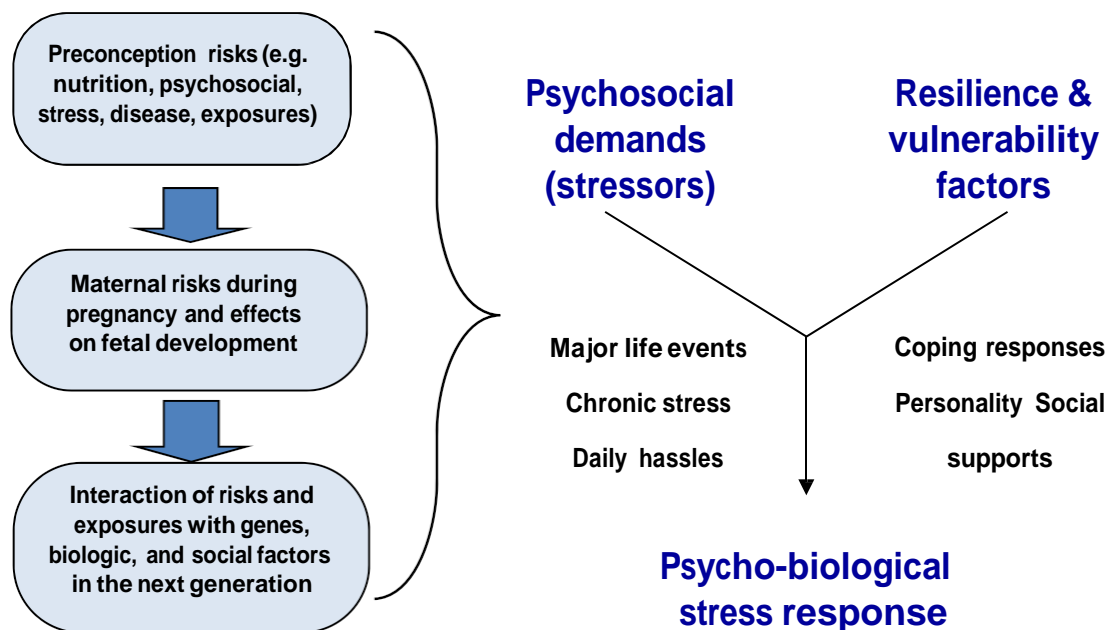 Preconception risks (e.g.
nutrition, psychosocial,
stress, disease, exposures)
Maternal risks during
pregnancy and effects
on fetal development
Interaction of risks and
exposures with genes,
biologic, and social factors
in the next generation
Psychosocial
demands
(stressors)
Resilience &
vulnerability
factors
Major life events
Chronic stress
Daily hassles
Coping responses
Personality Social
supports
Psycho-biological
stress response